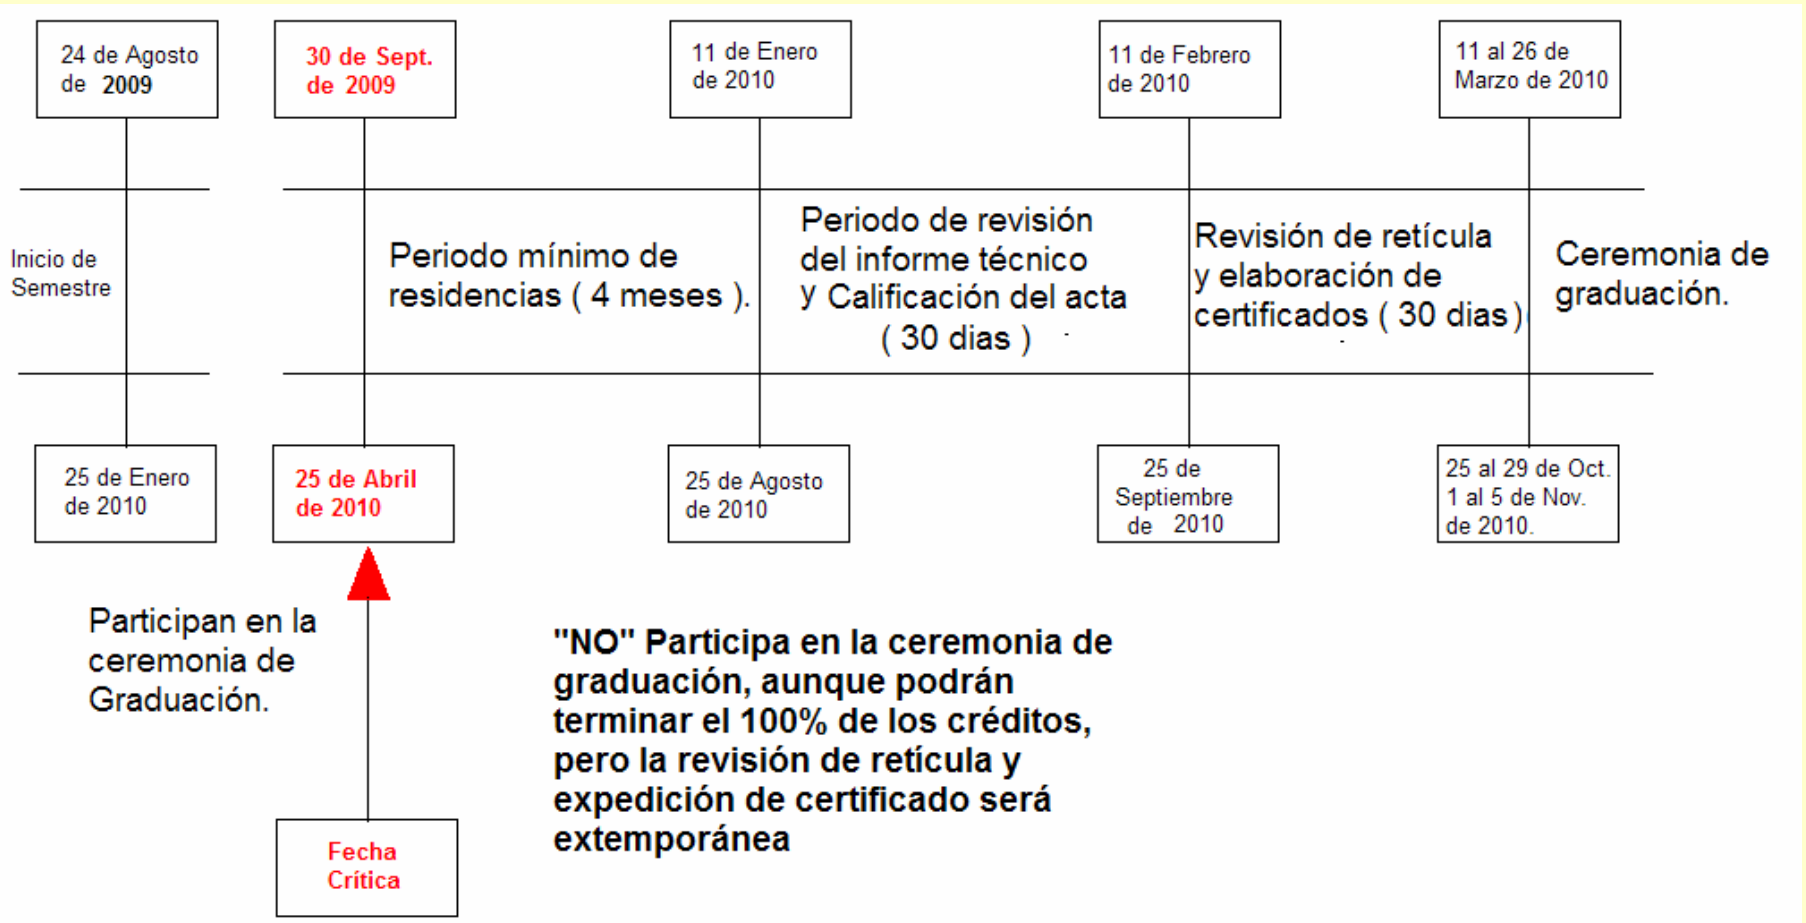 24 de Agosto
de 2009
30 de Sept.
de 2009
11 de Enero
de 2010
11 de Febrero
de 2010
11 al 26 de
Marzo de 2010
Inicio de
Semestre
Periodo mínimo de
residencias ( 4 meses ).
Periodo de revisión
del informe técnico
y Calificación del acta
( 30 dias )
Revisión de retícula
y elaboración de
certificados ( 30 dias )
Ceremonia de
graduación.
25 de Enero
de 2010
25 de Abril
de 2010
25 de Agosto
de 2010
25 de
Septiembre
de 2010
25 al 29 de Oct.
1 al 5 de Nov.
de 2010.
Participan en la
ceremonia de
Graduación.
"NO" Participa en la ceremonia de
graduación, aunque podrán
terminar el 100% de los créditos,
pero la revisión de retícula y
expedición de certificado será
extemporánea
Fecha
Crítica